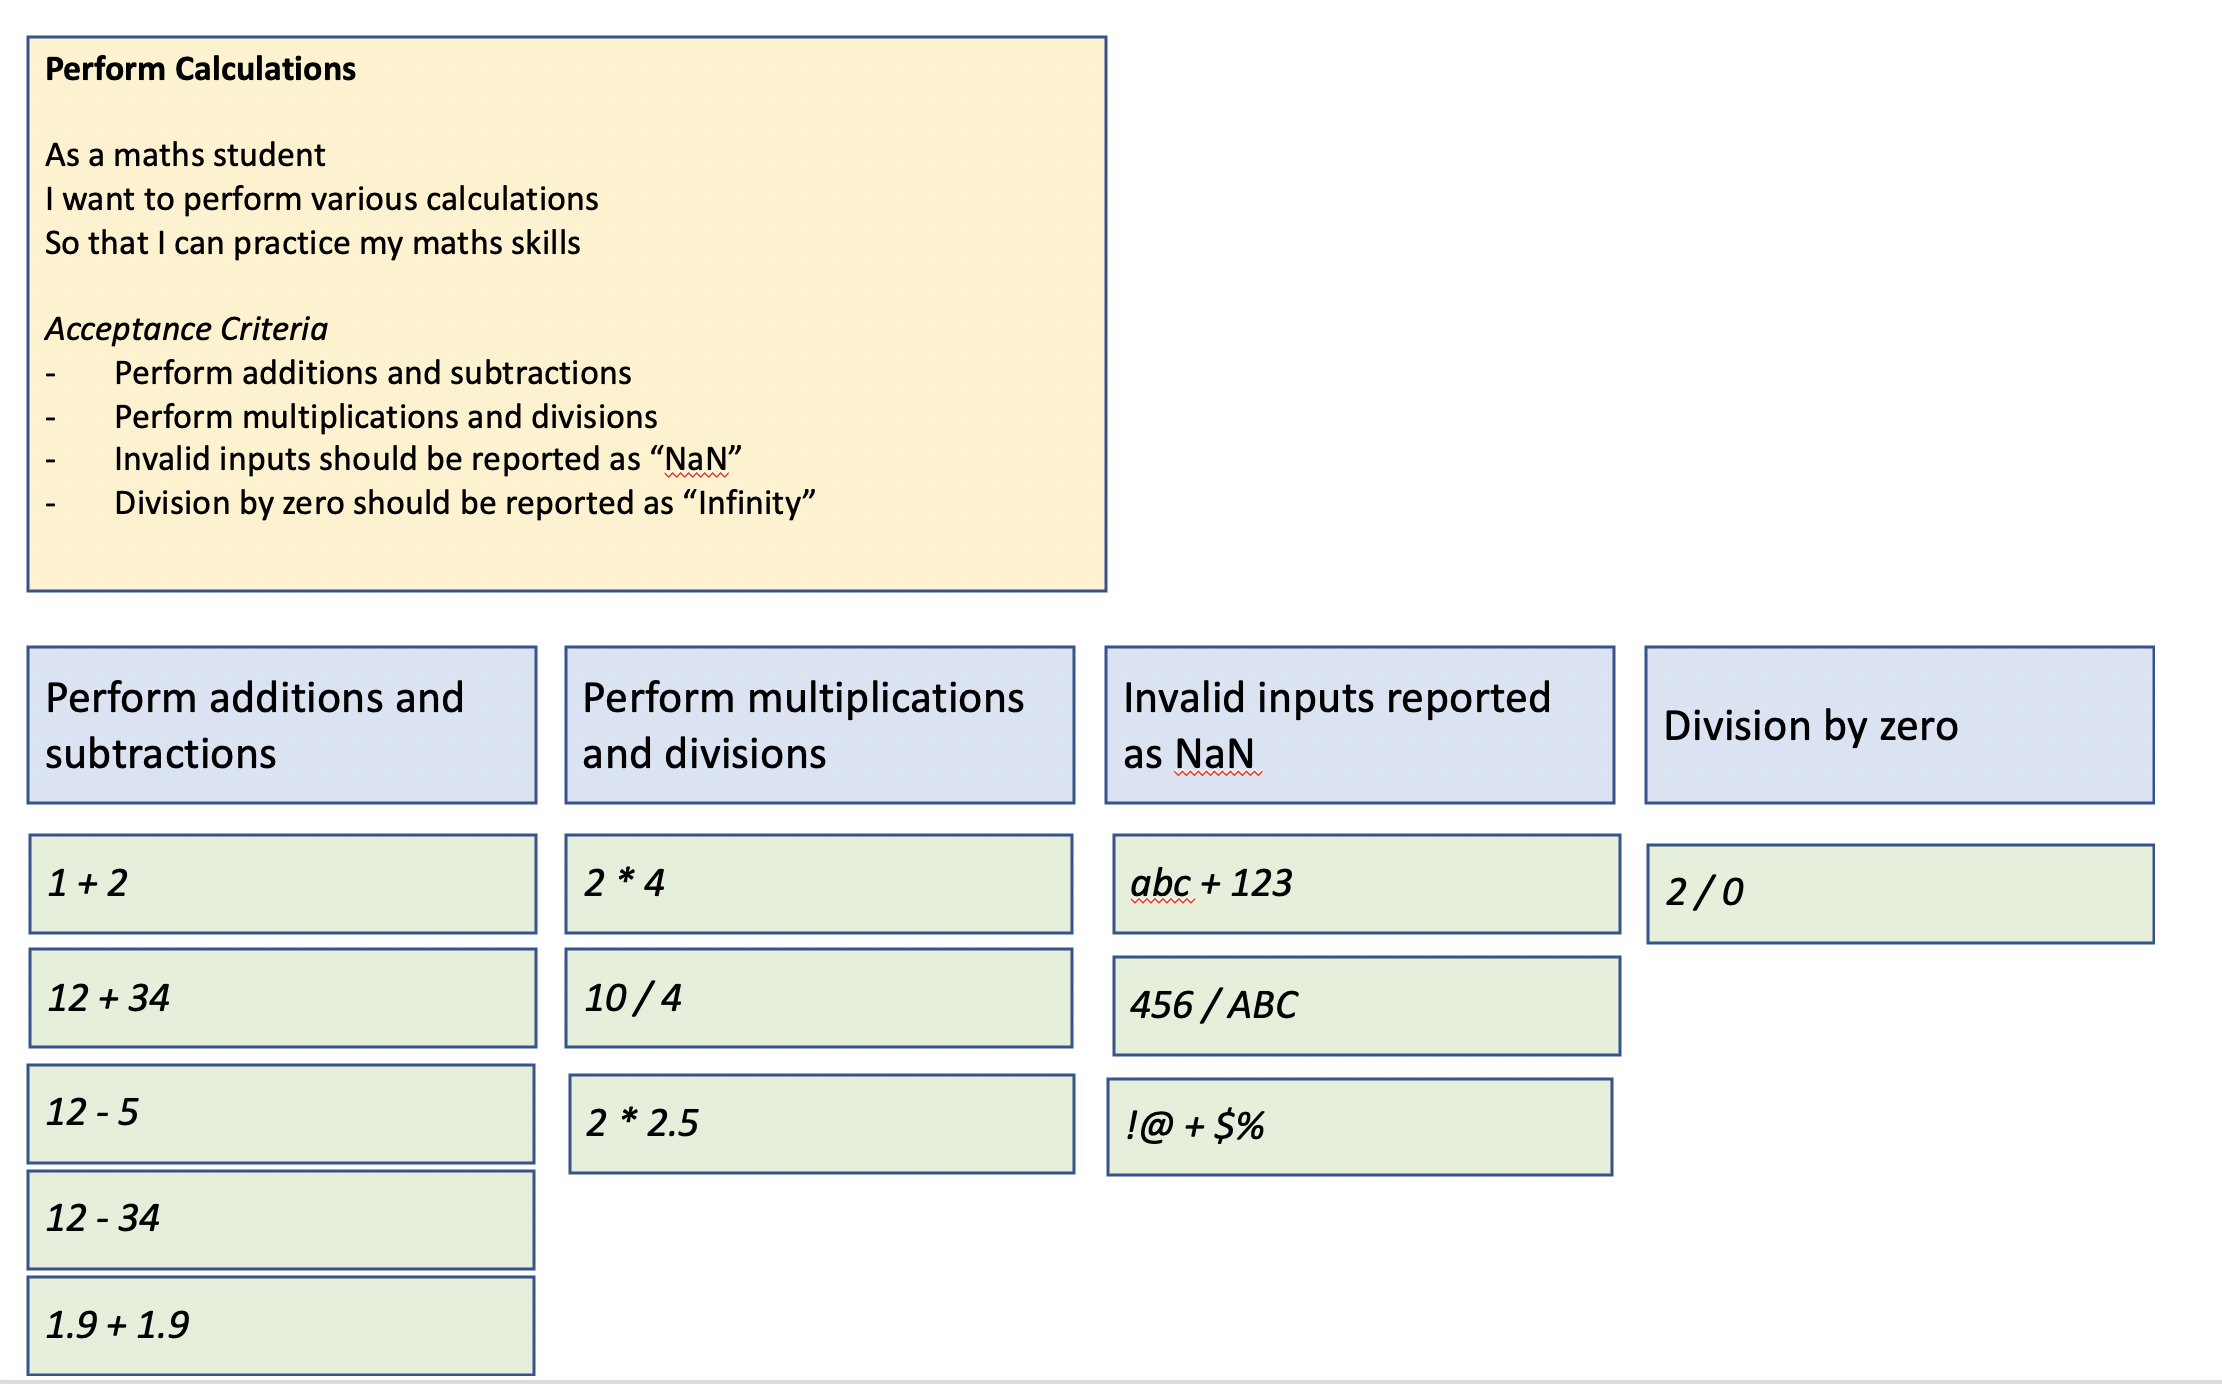 Perform Calculations
As a maths student
I want to perform various calculations
So that I can practice my maths skills
Acceptance Criteria
- Perform additions and subtractions
- Perform multiplications and divisions
- Invalid inputs should be reported as “NaN”
- Division by zero should be reported as “Infinity”
Perform additions and
subtractions
1 + 2
12 + 34
12 - 5
12 - 34
1.9 + 1.9
Perform multiplications
and divisions
2 * 4
10 / 4
2 * 2.5
Invalid inputs reported
as NaN
abc + 123
456 / ABC
!@ + $%
Division by zero
2 / 0